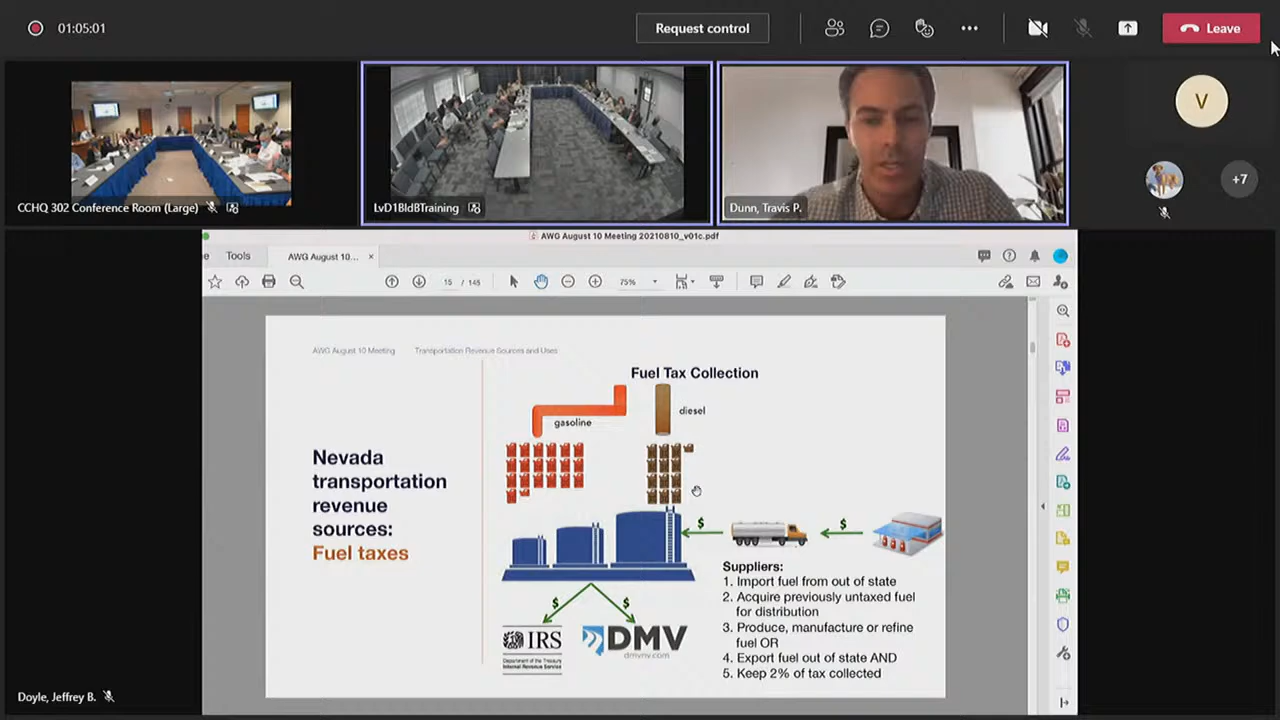 01:05:01
Request control
Leave
CCHQ 302 Conference Room (Large)
LvD1BldBTraining
Dunn, Travis P.
V
+7
AWG August 10 Meeting 20210810_v01c.pdf
e
Tools
AWG August 10...
15 / 145
75%
AWG August 10 Meeting
Transportation Revenue Sources and Uses
Fuel Tax Collection
gasoline
diesel
Nevada
transportation
revenue
sources:
Fuel taxes
$
$
Suppliers:
1. Import fuel from out of state
2. Acquire previously untaxed fuel
for distribution
3. Produce, manufacture or refine
fuel OR
4. Export fuel out of state AND
5. Keep 2% of tax collected
$
$
IRS
Department of the Treasury
Internal Revenue Service
DMV
dmvnv.com
Doyle, Jeffrey B.